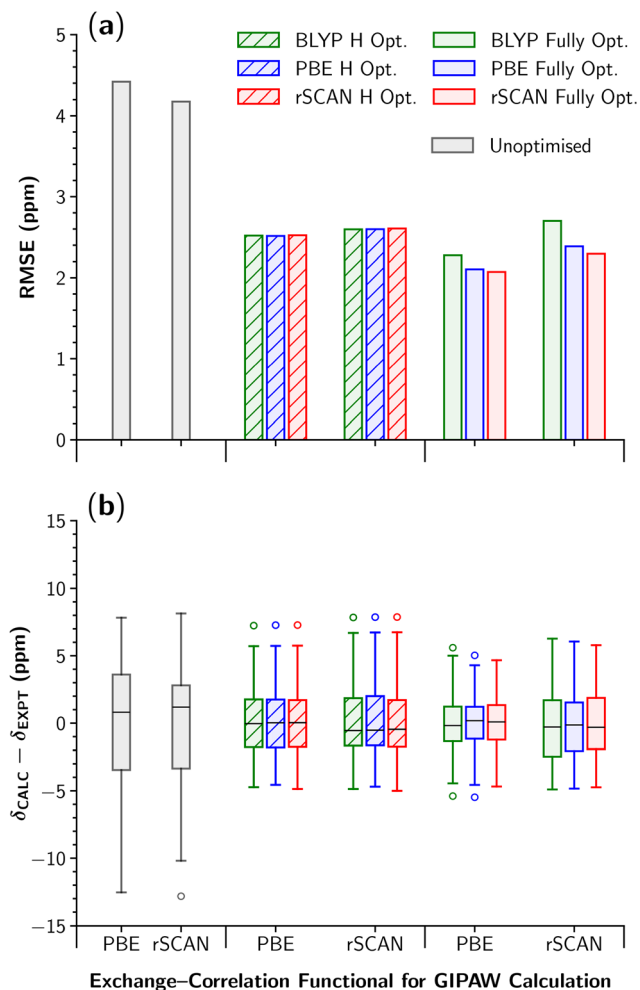 (a)
BLYP H Opt.
BLYP Fully Opt.
PBE H Opt.
PBE Fully Opt.
rSCAN H Opt.
rSCAN Fully Opt.
Unoptimised
RMSE (ppm)
5
4
3
2
1
0
(b)
δCALC − δEXPT (ppm)
15
10
5
0
−5
−10
−15
PBE rSCAN PBE rSCAN PBE rSCAN
Exchange–Correlation Functional for GIPAW Calculation